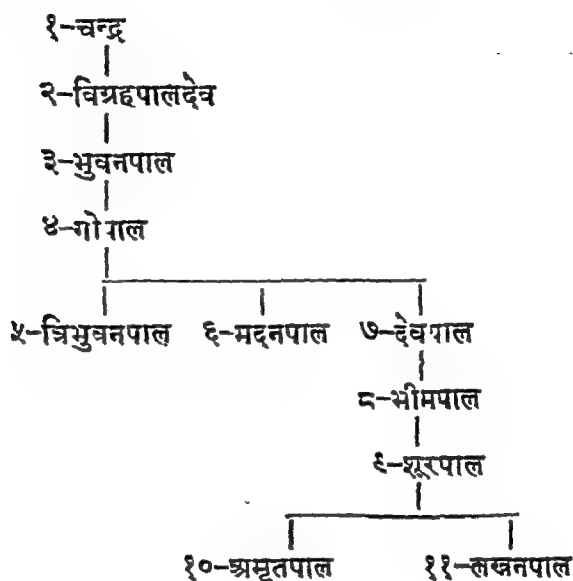 १-चन्द्र
२-विग्रहपालदेव
३-भुवनपाल
४-गोपाल
५-त्रिभुवनपाल ६-मदनपाल ७-देवपाल
८-भीमपाल
९-शूरपाल
१०-अमृतपाल ११-लखनपाल